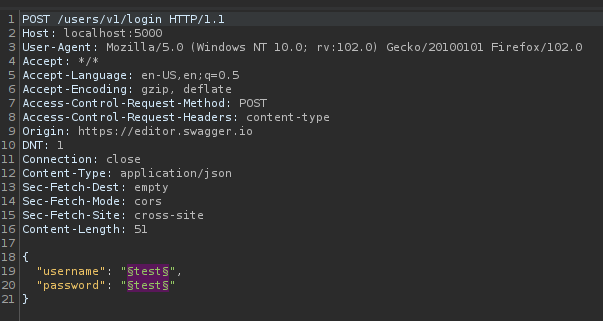 1 POST /users/v1/login HTTP/1.1
2 Host: localhost:5000
3 User-Agent: Mozilla/5.0 (Windows NT 10.0; rv:102.0) Gecko/20100101 Firefox/102.0
4 Accept: */*
5 Accept-Language: en-US,en;q=0.5
6 Accept-Encoding: gzip, deflate
7 Access-Control-Request-Method: POST
8 Access-Control-Request-Headers: content-type
9 Origin: https://editor.swagger.io
10 DNT: 1
11 Connection: close
12 Content-Type: application/json
13 Sec-Fetch-Dest: empty
14 Sec-Fetch-Mode: cors
15 Sec-Fetch-Site: cross-site
16 Content-Length: 51
17
18 {
19 "username": "§test§",
20 "password": "§test§"
21 }